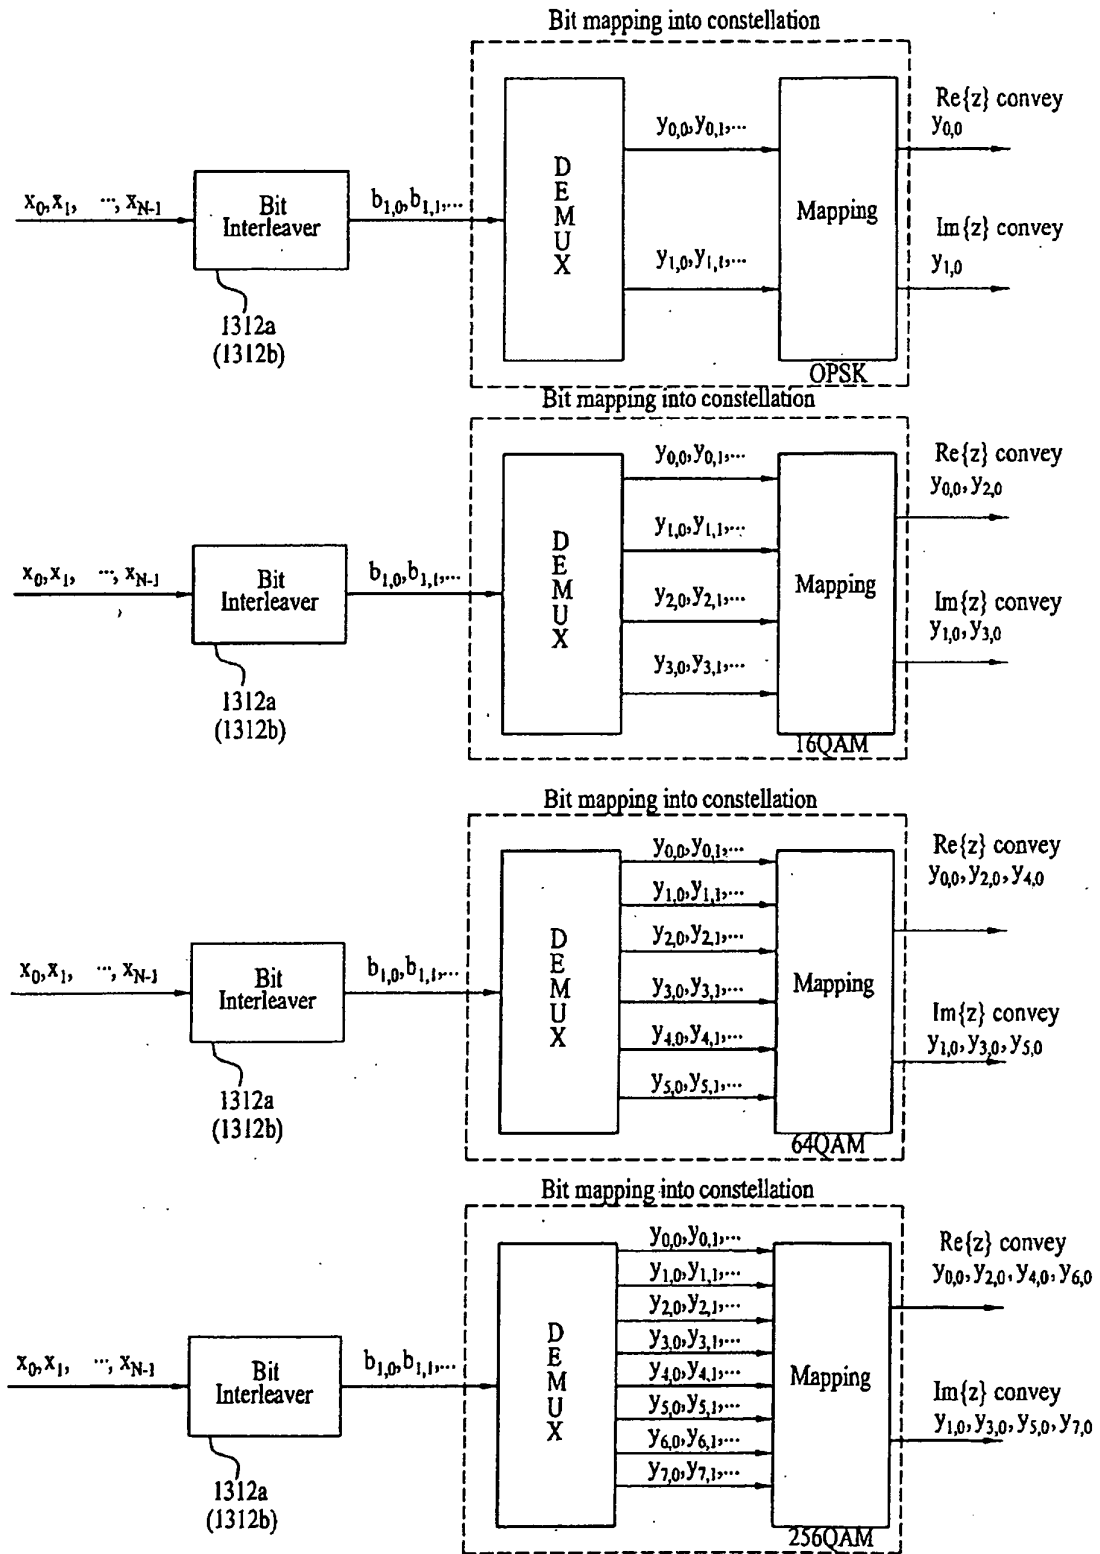 Bit mapping into constellation
Re{z} convey
y0,0
y0,0,y0,1,...
x0,x1, ...,xN-1
Bit
Interleaver
b1,0,b1,1,...
D
E
M
U
X
Mapping
Im{z} convey
y1,0
y1,0,y1,1,...
1312a
(1312b)
OPSK
Bit mapping into constellation
Re{z} convey
y0,0,y2,0
y0,0,y0,1,...
y1,0,y1,1,...
x0,x1, ...,xN-1
Bit
Interleaver
b1,0,b1,1,...
D
E
M
U
X
Mapping
y2,0,y2,1,...
Im{z} convey
y1,0,y3,0
y3,0,y3,1,...
1312a
(1312b)
16QAM
Bit mapping into constellation
Re{z} convey
y0,0,y2,0,y4,0
y0,0,y0,1,...
y1,0,y1,1,...
y2,0,y2,1,...
x0,x1, ...,xN-1
Bit
Interleaver
b1,0,b1,1,...
D
E
M
U
X
Mapping
y3,0,y3,1,...
Im{z} convey
y1,0,y3,0,y5,0
y4,0,y4,1,...
y5,0,y5,1,...
1312a
(1312b)
64QAM
Bit mapping into constellation
Re{z} convey
y0,0,y2,0,y4,0,y6,0
y0,0,y0,1,...
y1,0,y1,1,...
y2,0,y2,1,...
y3,0,y3,1,...
x0,x1, ...,xN-1
Bit
Interleaver
b1,0,b1,1,...
D
E
M
U
X
Mapping
y4,0,y4,1,...
y5,0,y5,1,...
Im{z} convey
y1,0,y3,0,y5,0,y7,0
y6,0,y6,1,...
y7,0,y7,1,...
1312a
(1312b)
256QAM